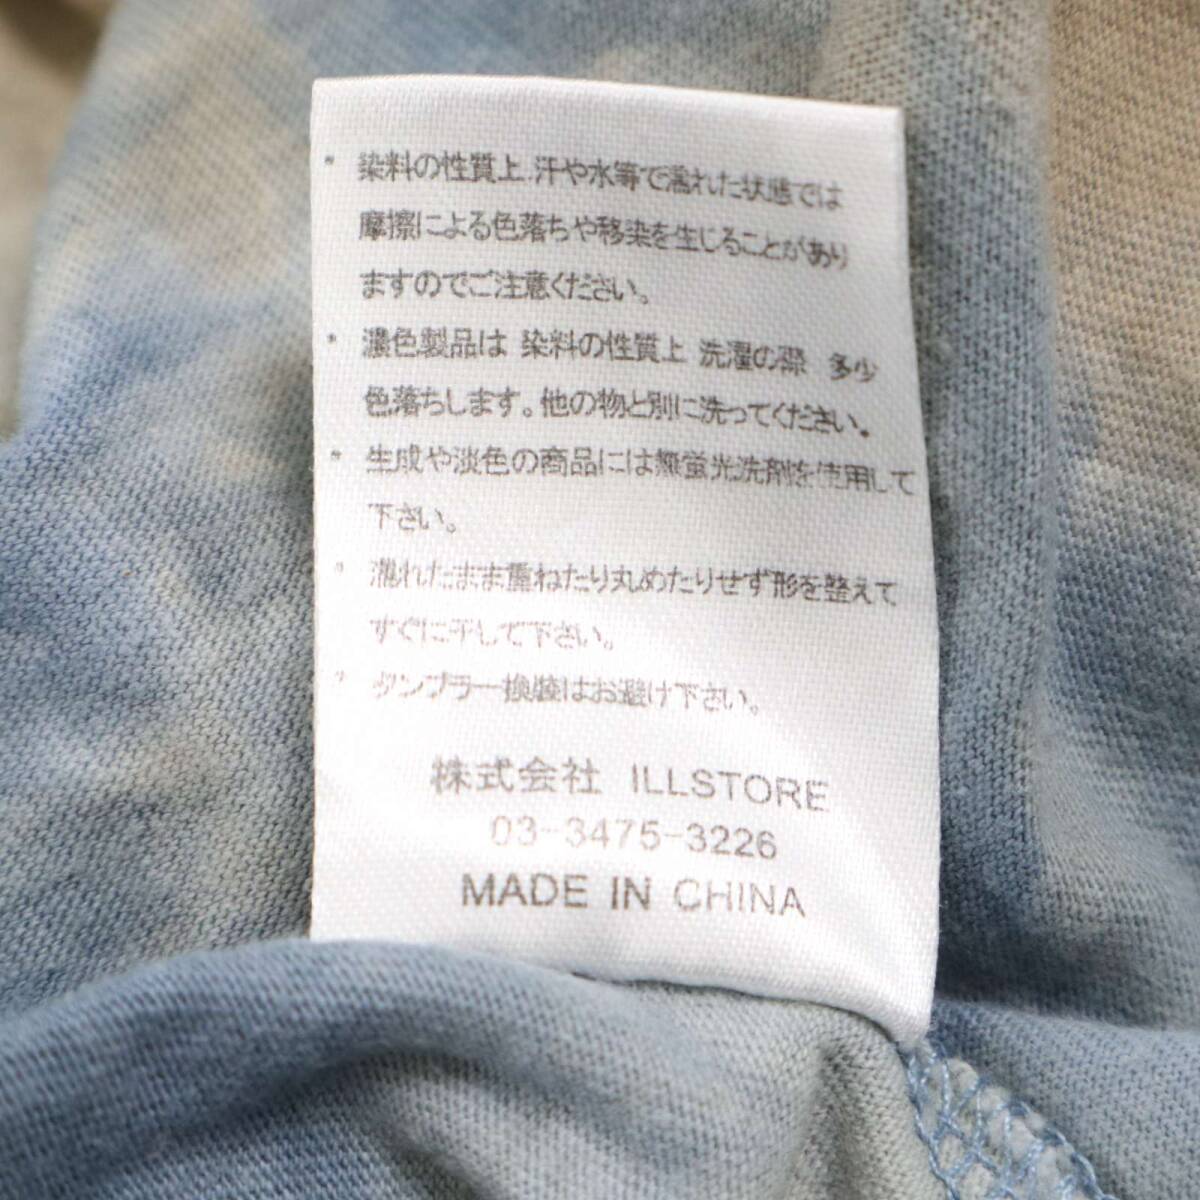 ・染料の性質上 汗や水等で濡れた状態では
摩擦による色落ちや移染を生じることがあり
ますのでご注意ください。
・濃色製品は 染料の性質上 洗濯の際 多少
色落ちします。他の物と別に洗ってください。
・生成や淡色の商品には無蛍光洗剤を使用して
下さい。
・濡れたまま重ねたり丸めたりせず形を整えて
すぐに干して下さい。
・タンブラー換装はお避け下さい。
株式会社 ILLSTORE
03-3475-3226
MADE IN CHINA